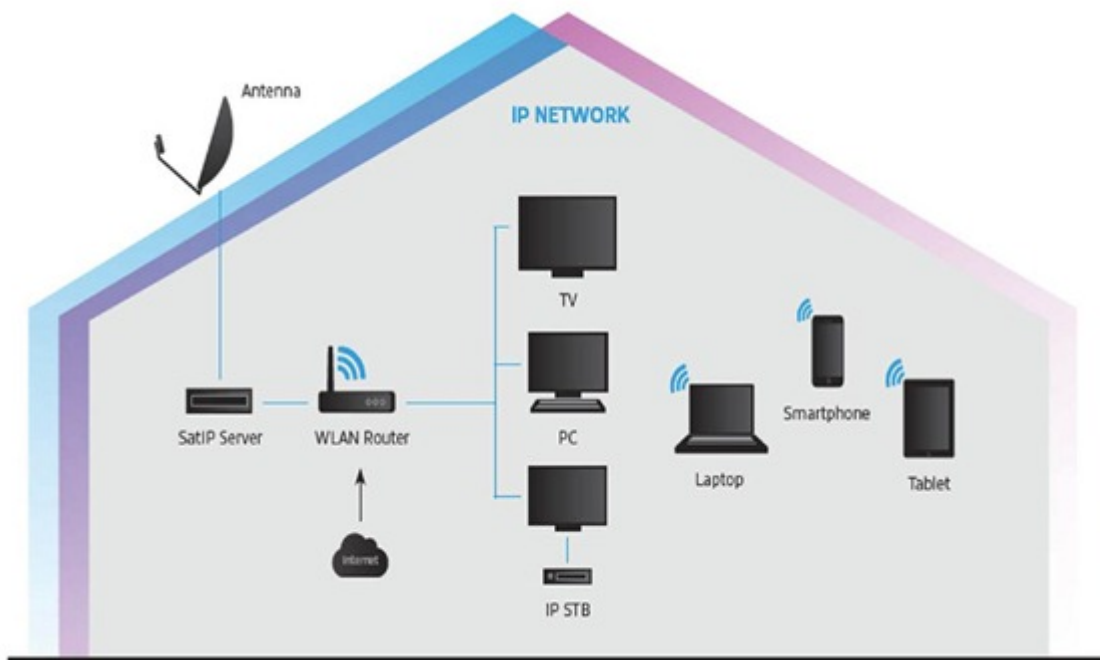 Antenna
IP NETWORK
TV
SatIP Server
WLAN Router
PC
Laptop
Smartphone
Tablet
Internet
IP STB